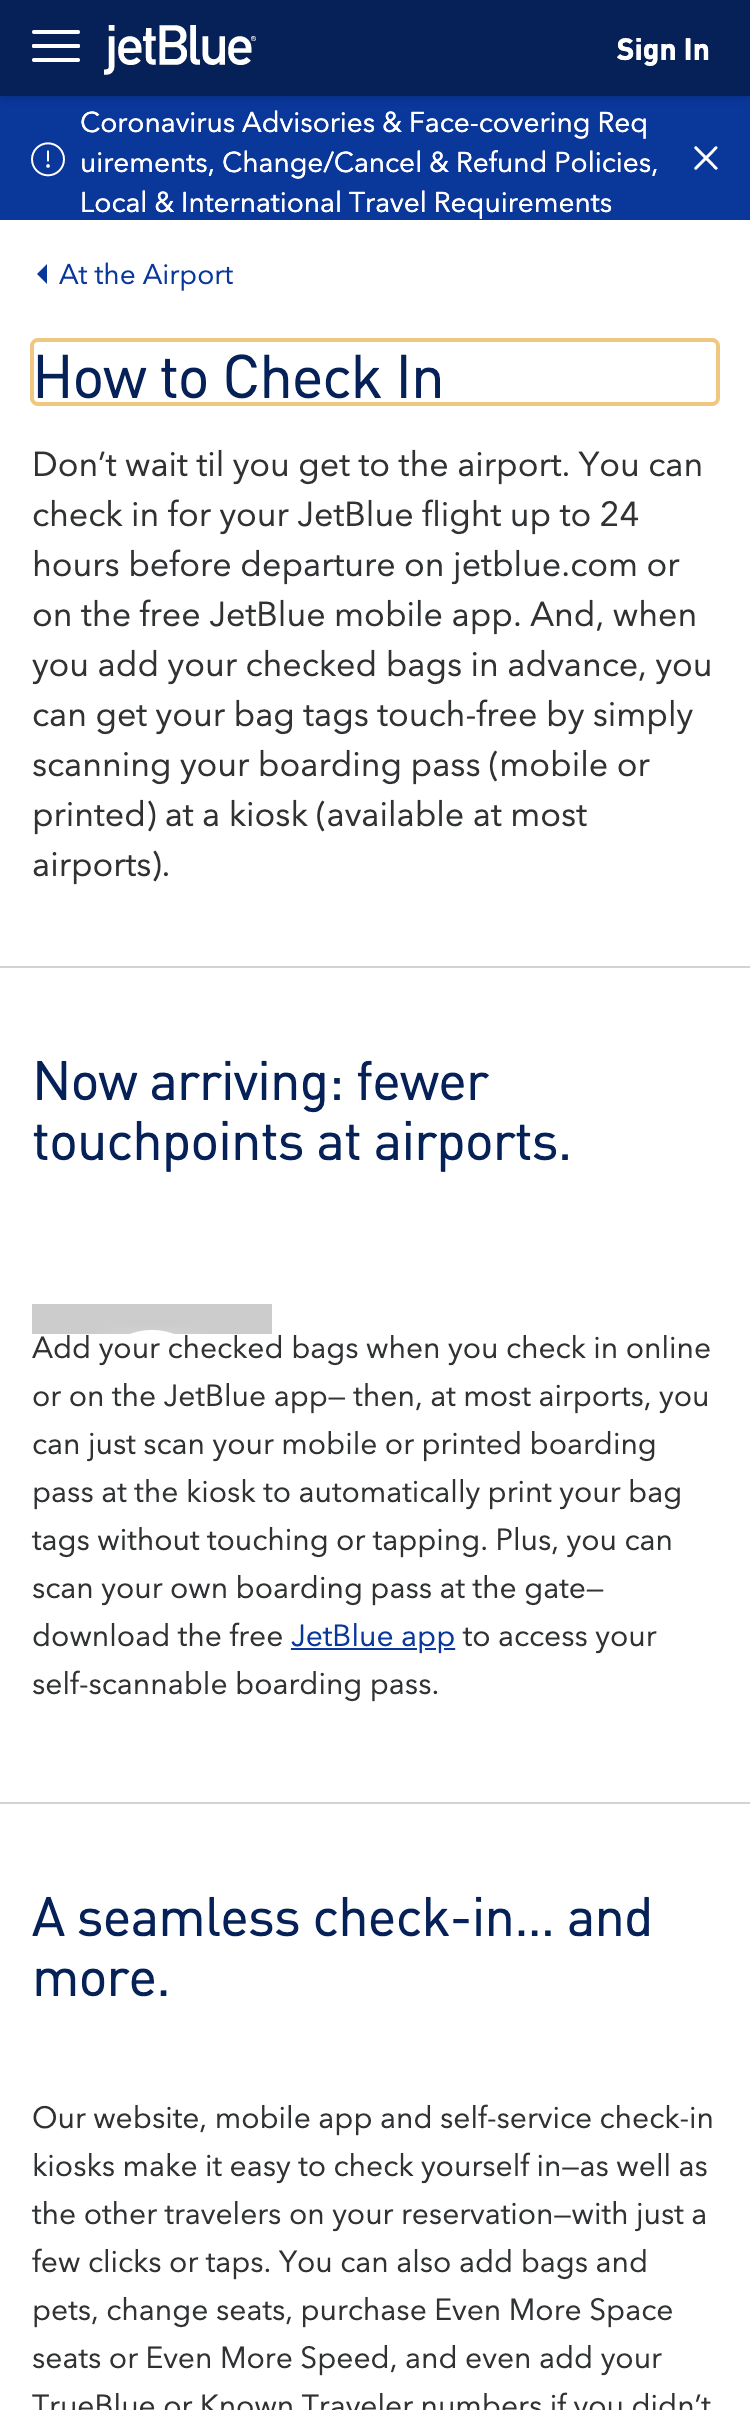 jetBlue
Sign In
Coronavirus Advisories & Face-covering Req
uirements, Change/Cancel & Refund Policies,
Local & International Travel Requirements
At the Airport
How to Check In
Don’t wait til you get to the airport. You can
check in for your JetBlue flight up to 24
hours before departure on jetblue.com or
on the free JetBlue mobile app. And, when
you add your checked bags in advance, you
can get your bag tags touch-free by simply
scanning your boarding pass (mobile or
printed) at a kiosk (available at most
airports).
Now arriving: fewer
touchpoints at airports.
Add your checked bags when you check in online
or on the JetBlue app— then, at most airports, you
can just scan your mobile or printed boarding
pass at the kiosk to automatically print your bag
tags without touching or tapping. Plus, you can
scan your own boarding pass at the gate—
download the free JetBlue app to access your
self-scannable boarding pass.
A seamless check-in… and
more.
Our website, mobile app and self-service check-in
kiosks make it easy to check yourself in—as well as
the other travelers on your reservation—with just a
few clicks or taps. You can also add bags and
pets, change seats, purchase Even More Space
seats or Even More Speed, and even add your
TrueBlue or Known Traveler numbers if you didn’t